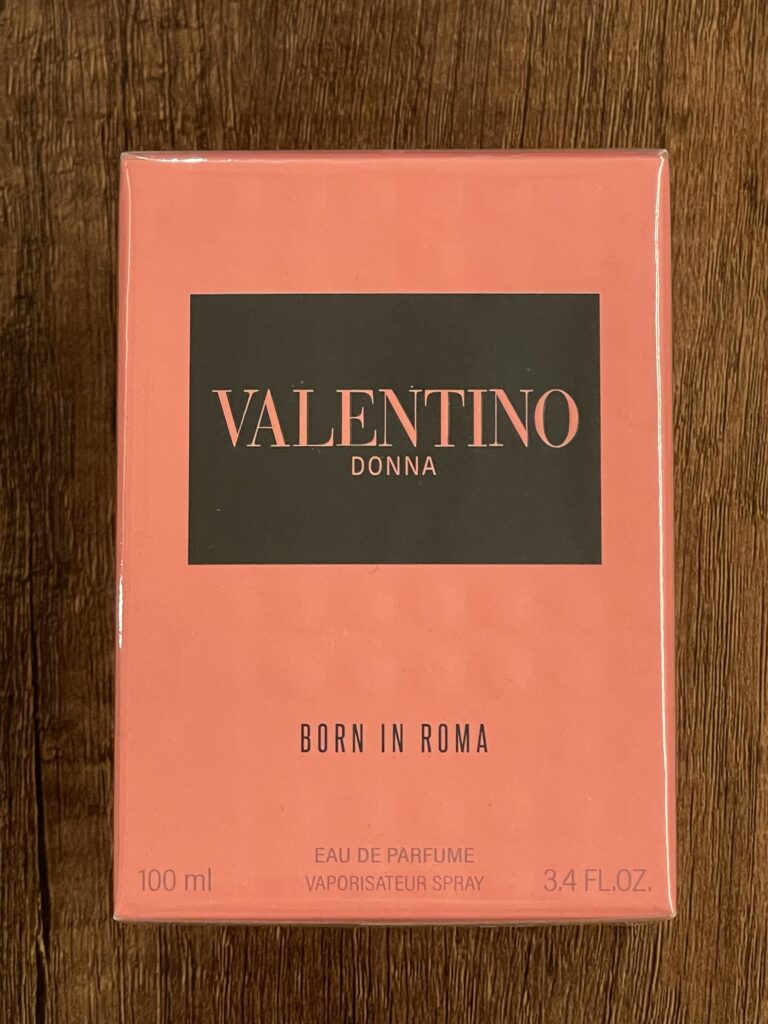 VALENTINO
DONNA
BORN IN ROMA
EAU DE PARFUME
100 ml VAPORISATEUR SPRAY 3.4 FL.OZ.